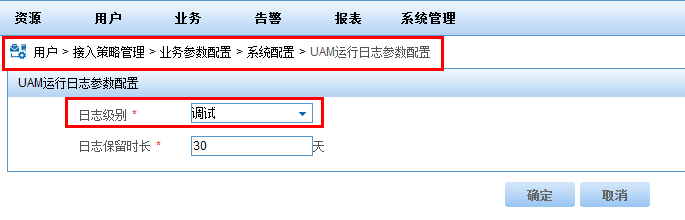 资源 用户 业务 告警 报表 系统管理
用户 > 接入策略管理 > 业务参数配置 > 系统配置 > UAM运行日志参数配置
UAM运行日志参数配置
日志级别 * 调试
日志保留时长 * 30 天
确定 取消